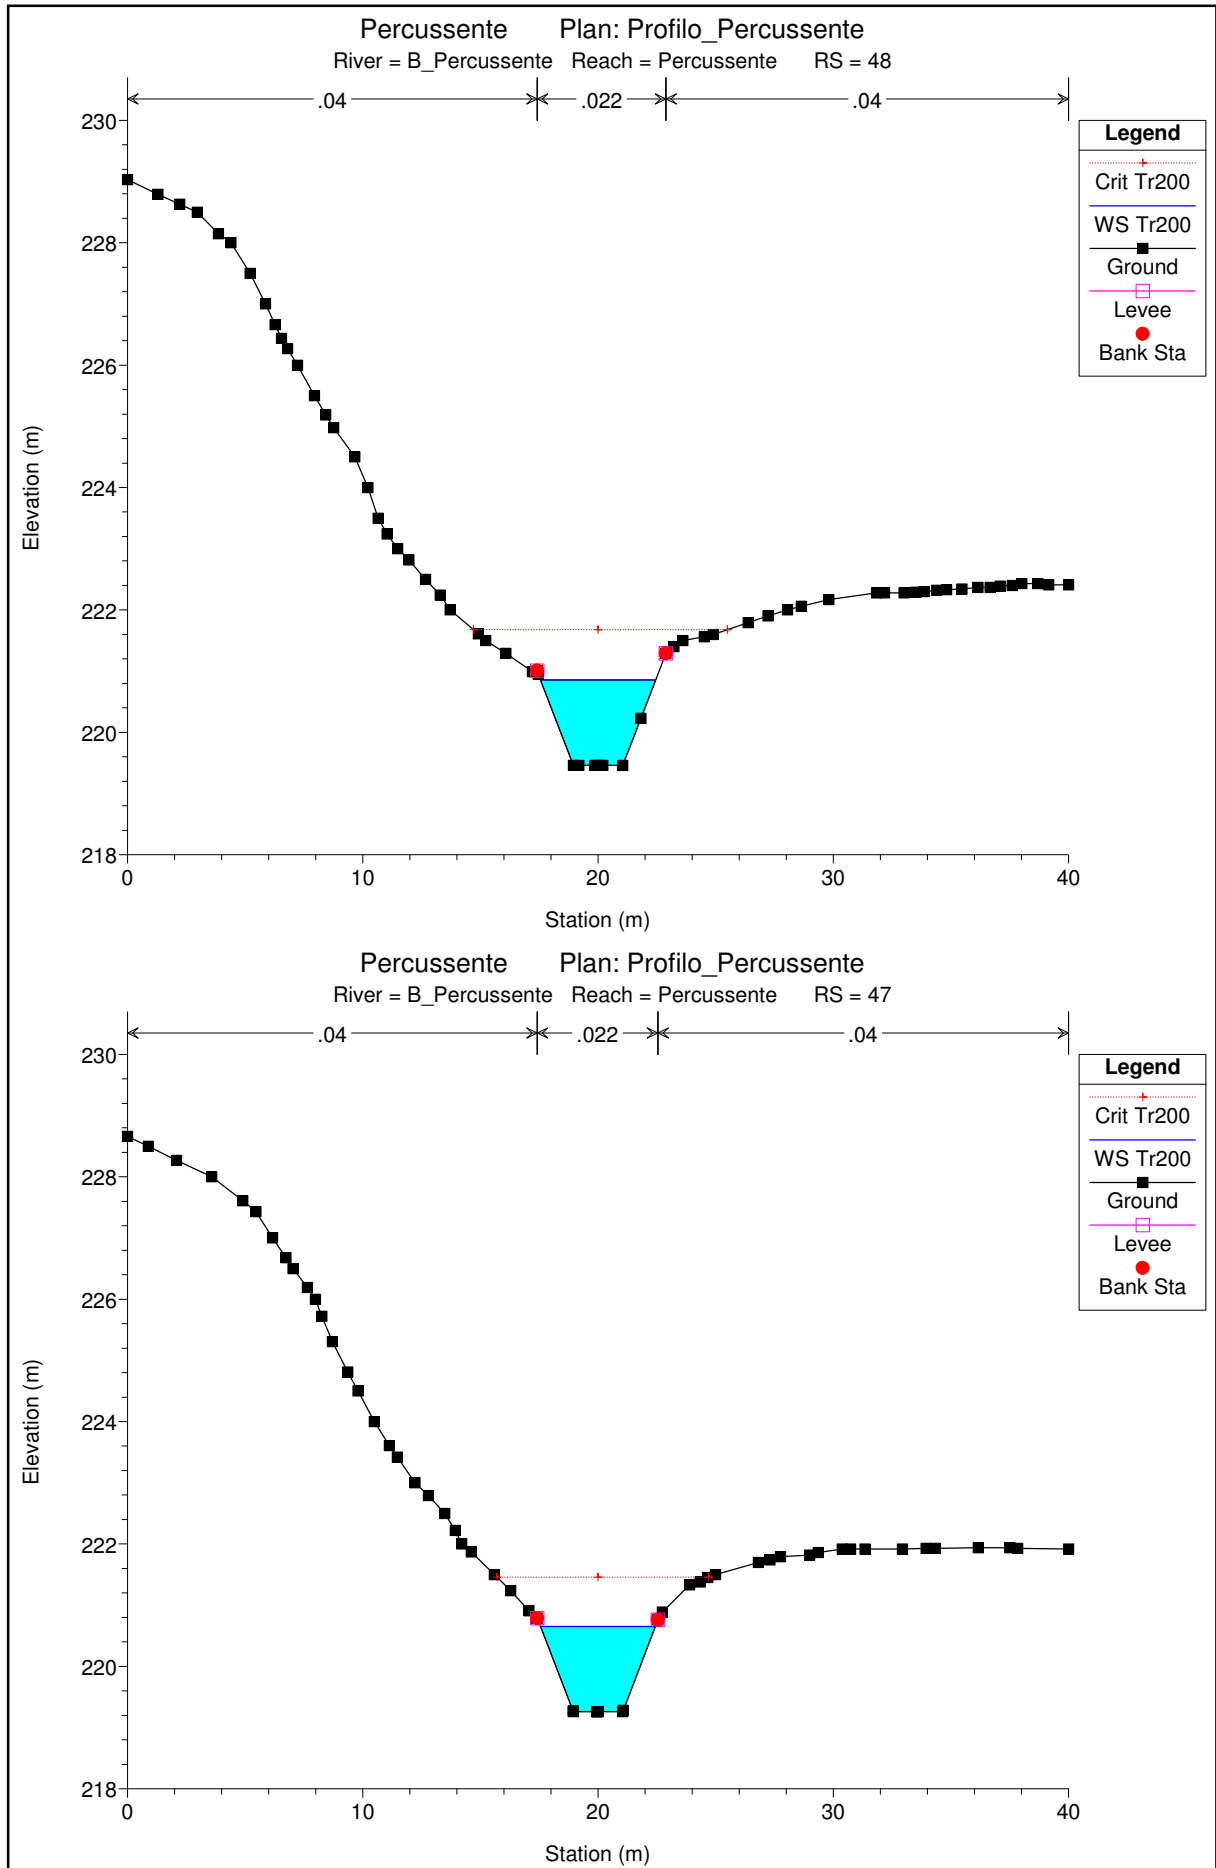 Percussente Plan: Profilo_Percussente
River = B_Percussente Reach = Percussente RS = 48
.04 .022 .04
Legend
Crit Tr200
WS Tr200
Ground
Levee
Bank Sta
230
228
226
224
222
220
218
Elevation (m)
0 10 20 30 40
Station (m)
Percussente Plan: Profilo_Percussente
River = B_Percussente Reach = Percussente RS = 47
.04 .022 .04
Legend
Crit Tr200
WS Tr200
Ground
Levee
Bank Sta
230
228
226
224
222
220
218
Elevation (m)
0 10 20 30 40
Station (m)